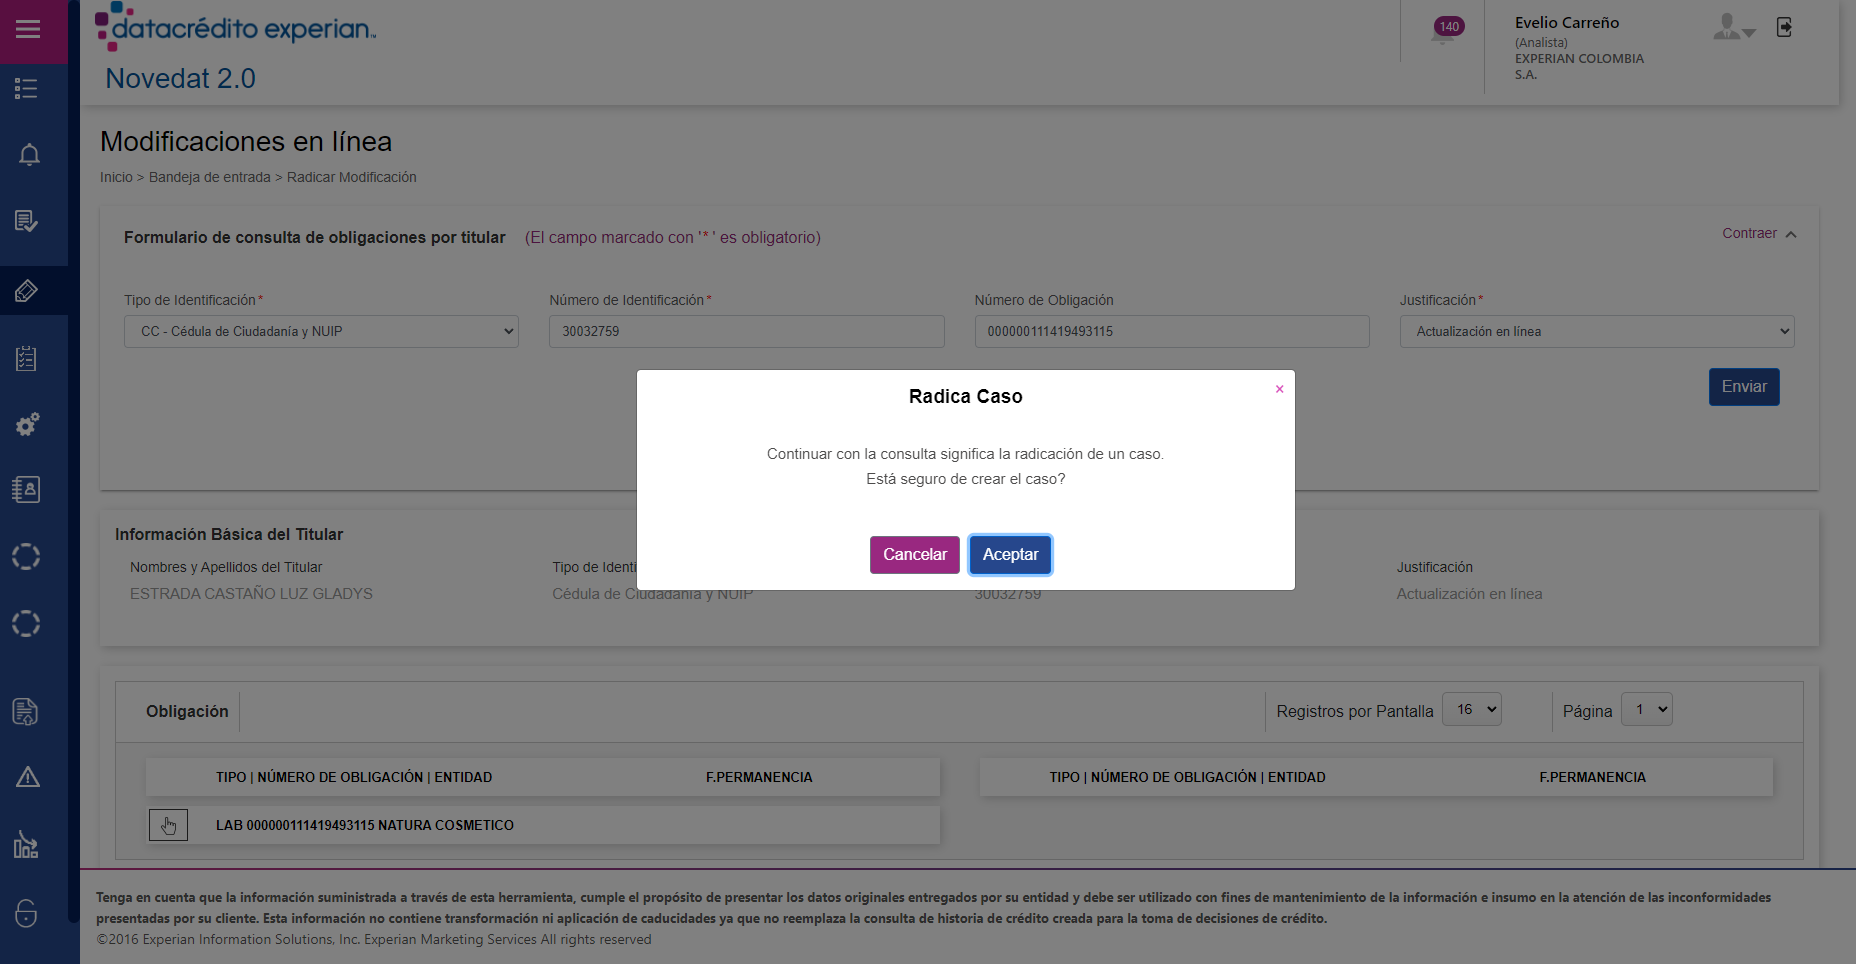 datacrédito experian™
Novedat 2.0
140
Evelio Carreño
(Analista)
EXPERIAN COLOMBIA
S.A.
Modificaciones en línea
Inicio > Bandeja de entrada > Radicar Modificación
Formulario de consulta de obligaciones por titular (El campo marcado con '*' es obligatorio)
Contraer
Tipo de Identificación* Número de Identificación* Número de Obligación Justificación*
CC - Cédula de Ciudadanía y NUIP 30032759 000000111419493115 Actualización en línea
Enviar
Radica Caso
×
Continuar con la consulta significa la radicación de un caso.
Está seguro de crear el caso?
Cancelar Aceptar
Información Básica del Titular
Nombres y Apellidos del Titular Tipo de Identi Justificación
ESTRADA CASTAÑO LUZ GLADYS Cédula de Ciudadanía y NUIP 30032759 Actualización en línea
Obligación Registros por Pantalla 16 Página 1
TIPO | NÚMERO DE OBLIGACIÓN | ENTIDAD F.PERMANENCIA TIPO | NÚMERO DE OBLIGACIÓN | ENTIDAD F.PERMANENCIA
LAB 000000111419493115 NATURA COSMETICO
Tenga en cuenta que la información suministrada a través de esta herramienta, cumple el propósito de presentar los datos originales entregados por su entidad y debe ser utilizado con fines de mantenimiento de la información e insumo en la atención de las inconformidades
presentadas por su cliente. Esta información no contiene transformación ni aplicación de caducidades ya que no reemplaza la consulta de historia de crédito creada para la toma de decisiones de crédito.
©2016 Experian Information Solutions, Inc. Experian Marketing Services All rights reserved